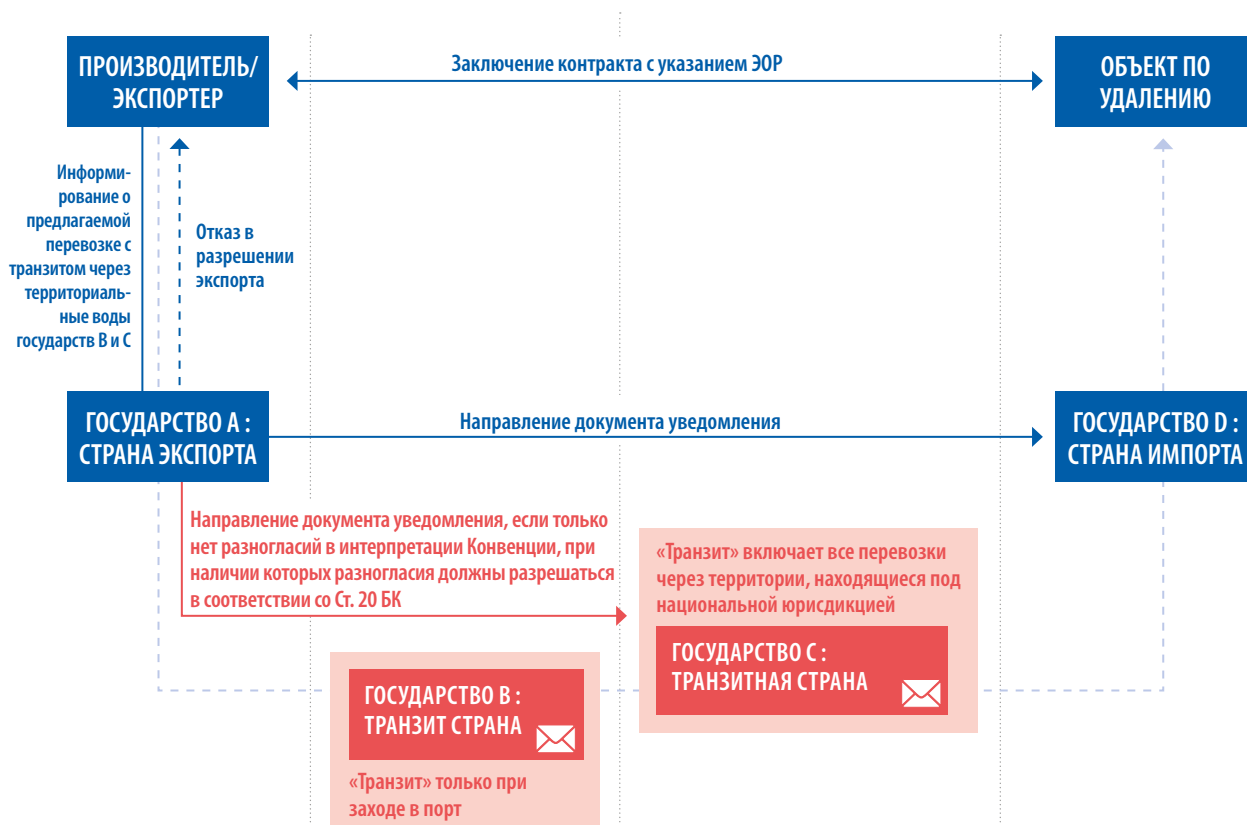 ПРОИЗВОДИТЕЛЬ/
ЭКСПОРТЕР
Заключение контракта с указанием ЭОР
ОБЪЕКТ ПО
УДАЛЕНИЮ
Информи-
рование о
предлагаемой
перевозке с
транзитом через
территориаль-
ные воды
государств В и С
Отказ в
разрешении
экспорта
ГОСУДАРСТВО А :
СТРАНА ЭКСПОРТА
Направление документа уведомления
ГОСУДАРСТВО D :
СТРАНА ИМПОРТА
Направление документа уведомления, если только
нет разногласий в интерпретации Конвенции, при
наличии которых разногласия должны разрешаться
в соответствии со Ст. 20 БК
«Транзит» включает все перевозки
через территории, находящиеся под
национальной юрисдикцией
ГОСУДАРСТВО С :
ТРАНЗИТНАЯ СТРАНА
ГОСУДАРСТВО В :
ТРАНЗИТ СТРАНА
«Транзит» только при
заходе в порт